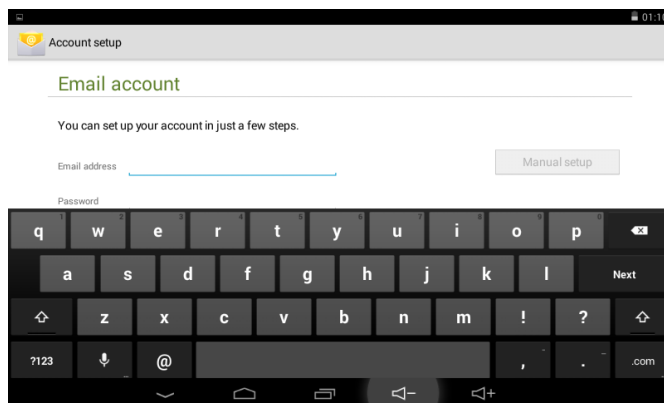 01:10
Account setup
Email account
You can set up your account in just a few steps.
Email address
Manual setup
Password
1 2 3 4 5 6 7 8 9 0
q w e r t y u i o p
a s d f g h j k l Next
z x c v b n m ! ?
?123 @ , . .com